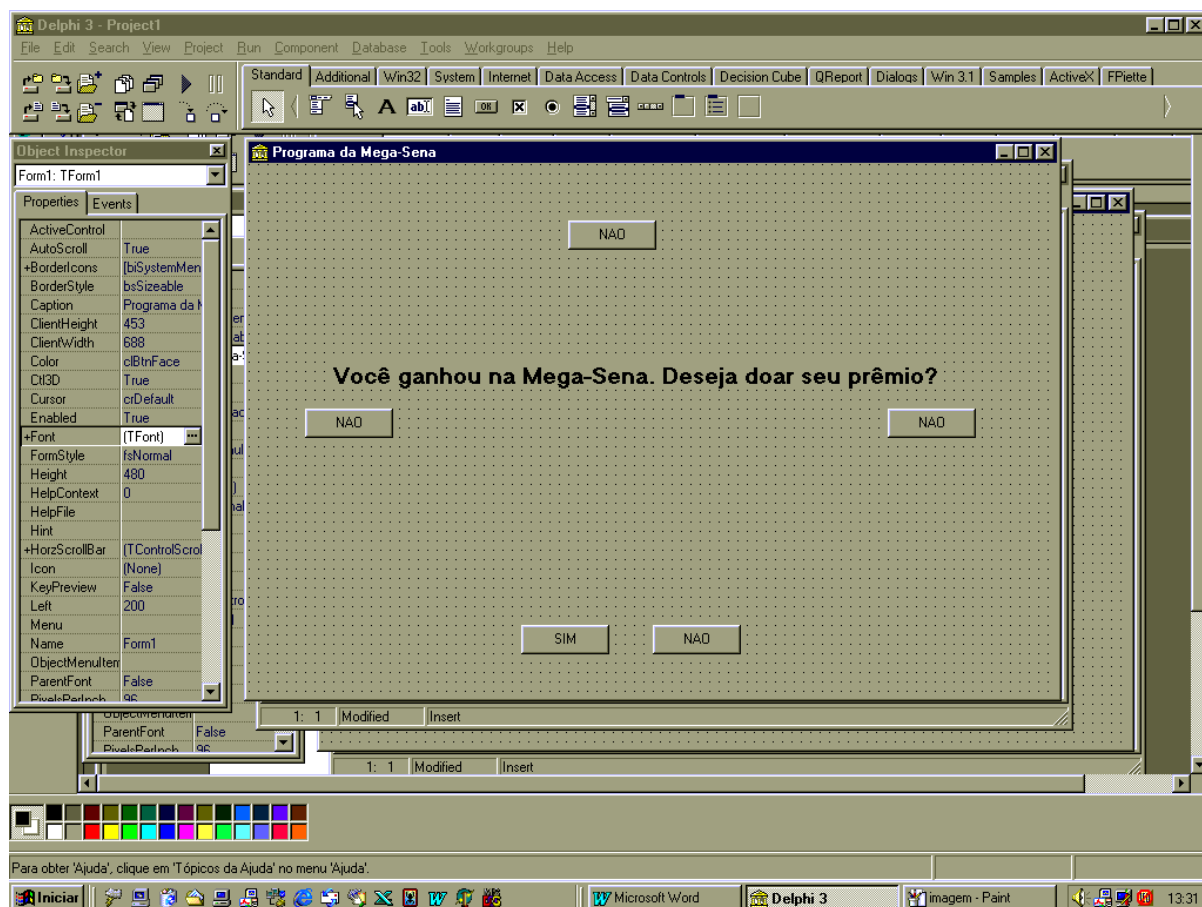 Delphi 3 - Project1
File Edit Search View Project Run Component Database Tools Workgroups Help
Standard Additional Win32 System Internet Data Access Data Controls Decision Cube QReport Dialogs Win 3.1 Samples ActiveX FPiette
A ab OK
Object Inspector
Form1: TForm1
Properties Events
ActiveControl
AutoScroll True
+BorderIcons [biSystemMen
BorderStyle bsSizeable
Caption Programa da M
ClientHeight 453
ClientWidth 688
Color clBtnFace
Ctl3D True
Cursor crDefault
Enabled True
+Font (TFont) ...
FormStyle fsNormal
Height 480
HelpContext 0
HelpFile
Hint
+HorzScrollBar (TControlScrol
Icon (None)
KeyPreview False
Left 200
Menu
Name Form1
ObjectMenuItem
ParentFont False
PixelsPerInch 96
Programa da Mega-Sena
NAO
Você ganhou na Mega-Sena. Deseja doar seu prêmio?
NAO NAO
SIM NAO
1: 1 Modified Insert
ParentFont False
PixelsPerInch 96
1: 1 Modified Insert
Para obter 'Ajuda', clique em 'Tópicos da Ajuda' no menu 'Ajuda'.
Iniciar Microsoft Word Delphi 3 imagem - Paint 13:31